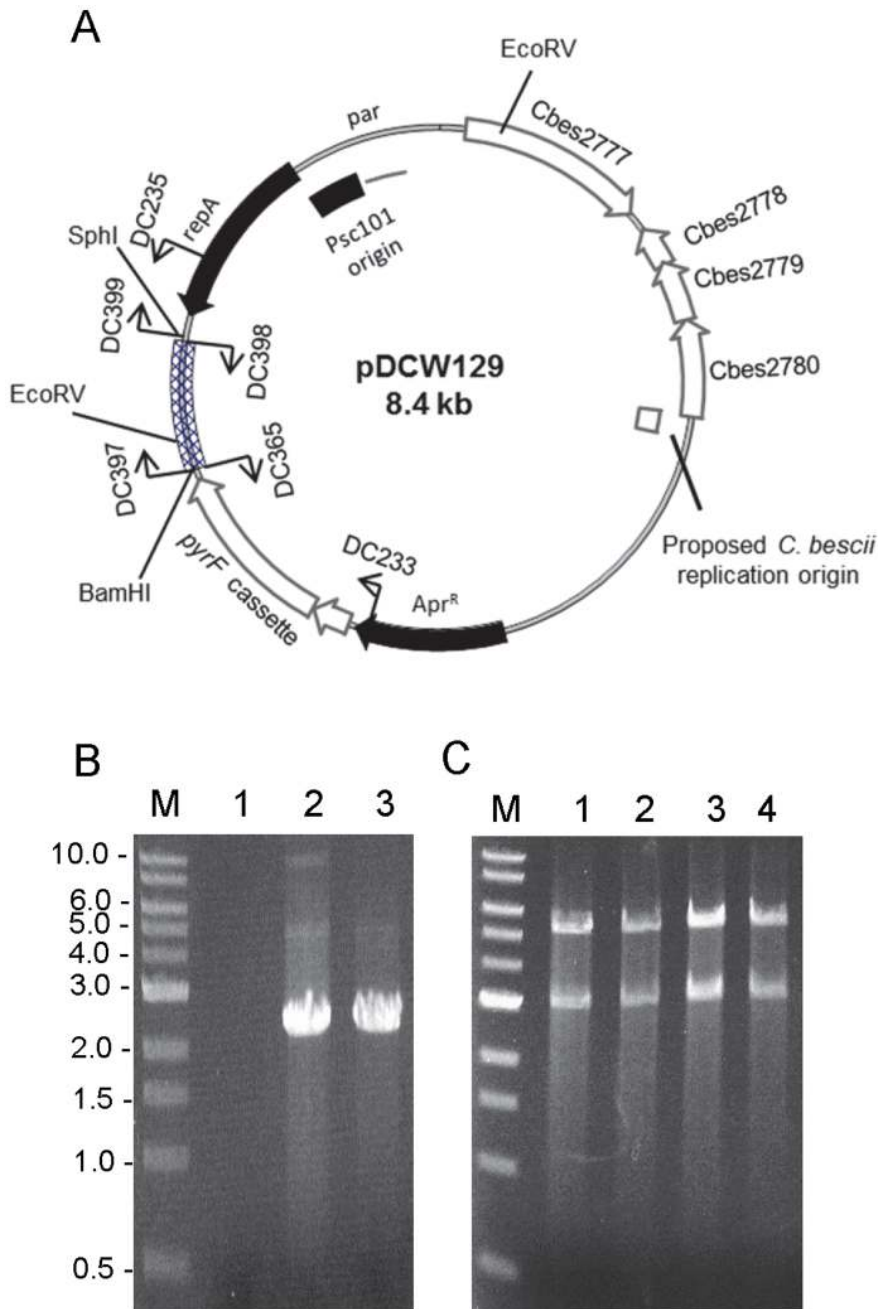 A
EcoRV
Cbes2777
par
Cbes2778
DC235
repA
Psc101
origin
Cbes2779
SphI
DC399
DC398
pDCW129
8.4 kb
Cbes2780
EcoRV
DC397
DC365
BamHI
pyrF cassette
DC233
AprR
Proposed C. bescii
replication origin
B
M 1 2 3
10.0 -
6.0 -
5.0 -
4.0 -
3.0 -
2.0 -
1.5 -
1.0 -
0.5 -
C
M 1 2 3 4